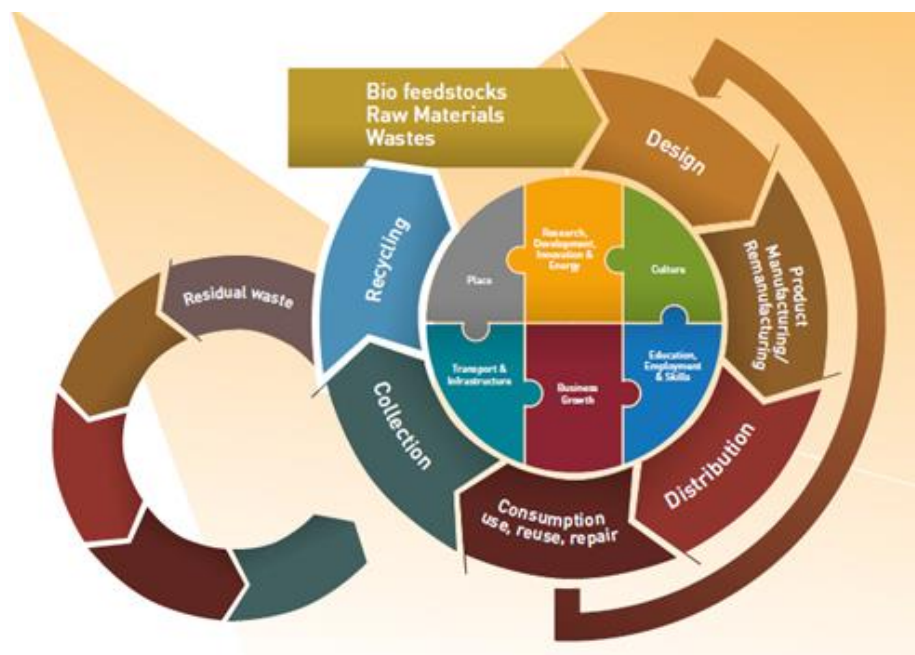 Bio feedstocks
Raw Materials
Wastes
Design
Product
Manufacturing/
Remanufacturing
Distribution
Consumption
use, reuse, repair
Collection
Recycling
Residual waste
Place
Research,
Development,
Innovation &
Energy
Culture
Transport &
Infrastructure
Business
Growth
Education,
Employment
& Skills